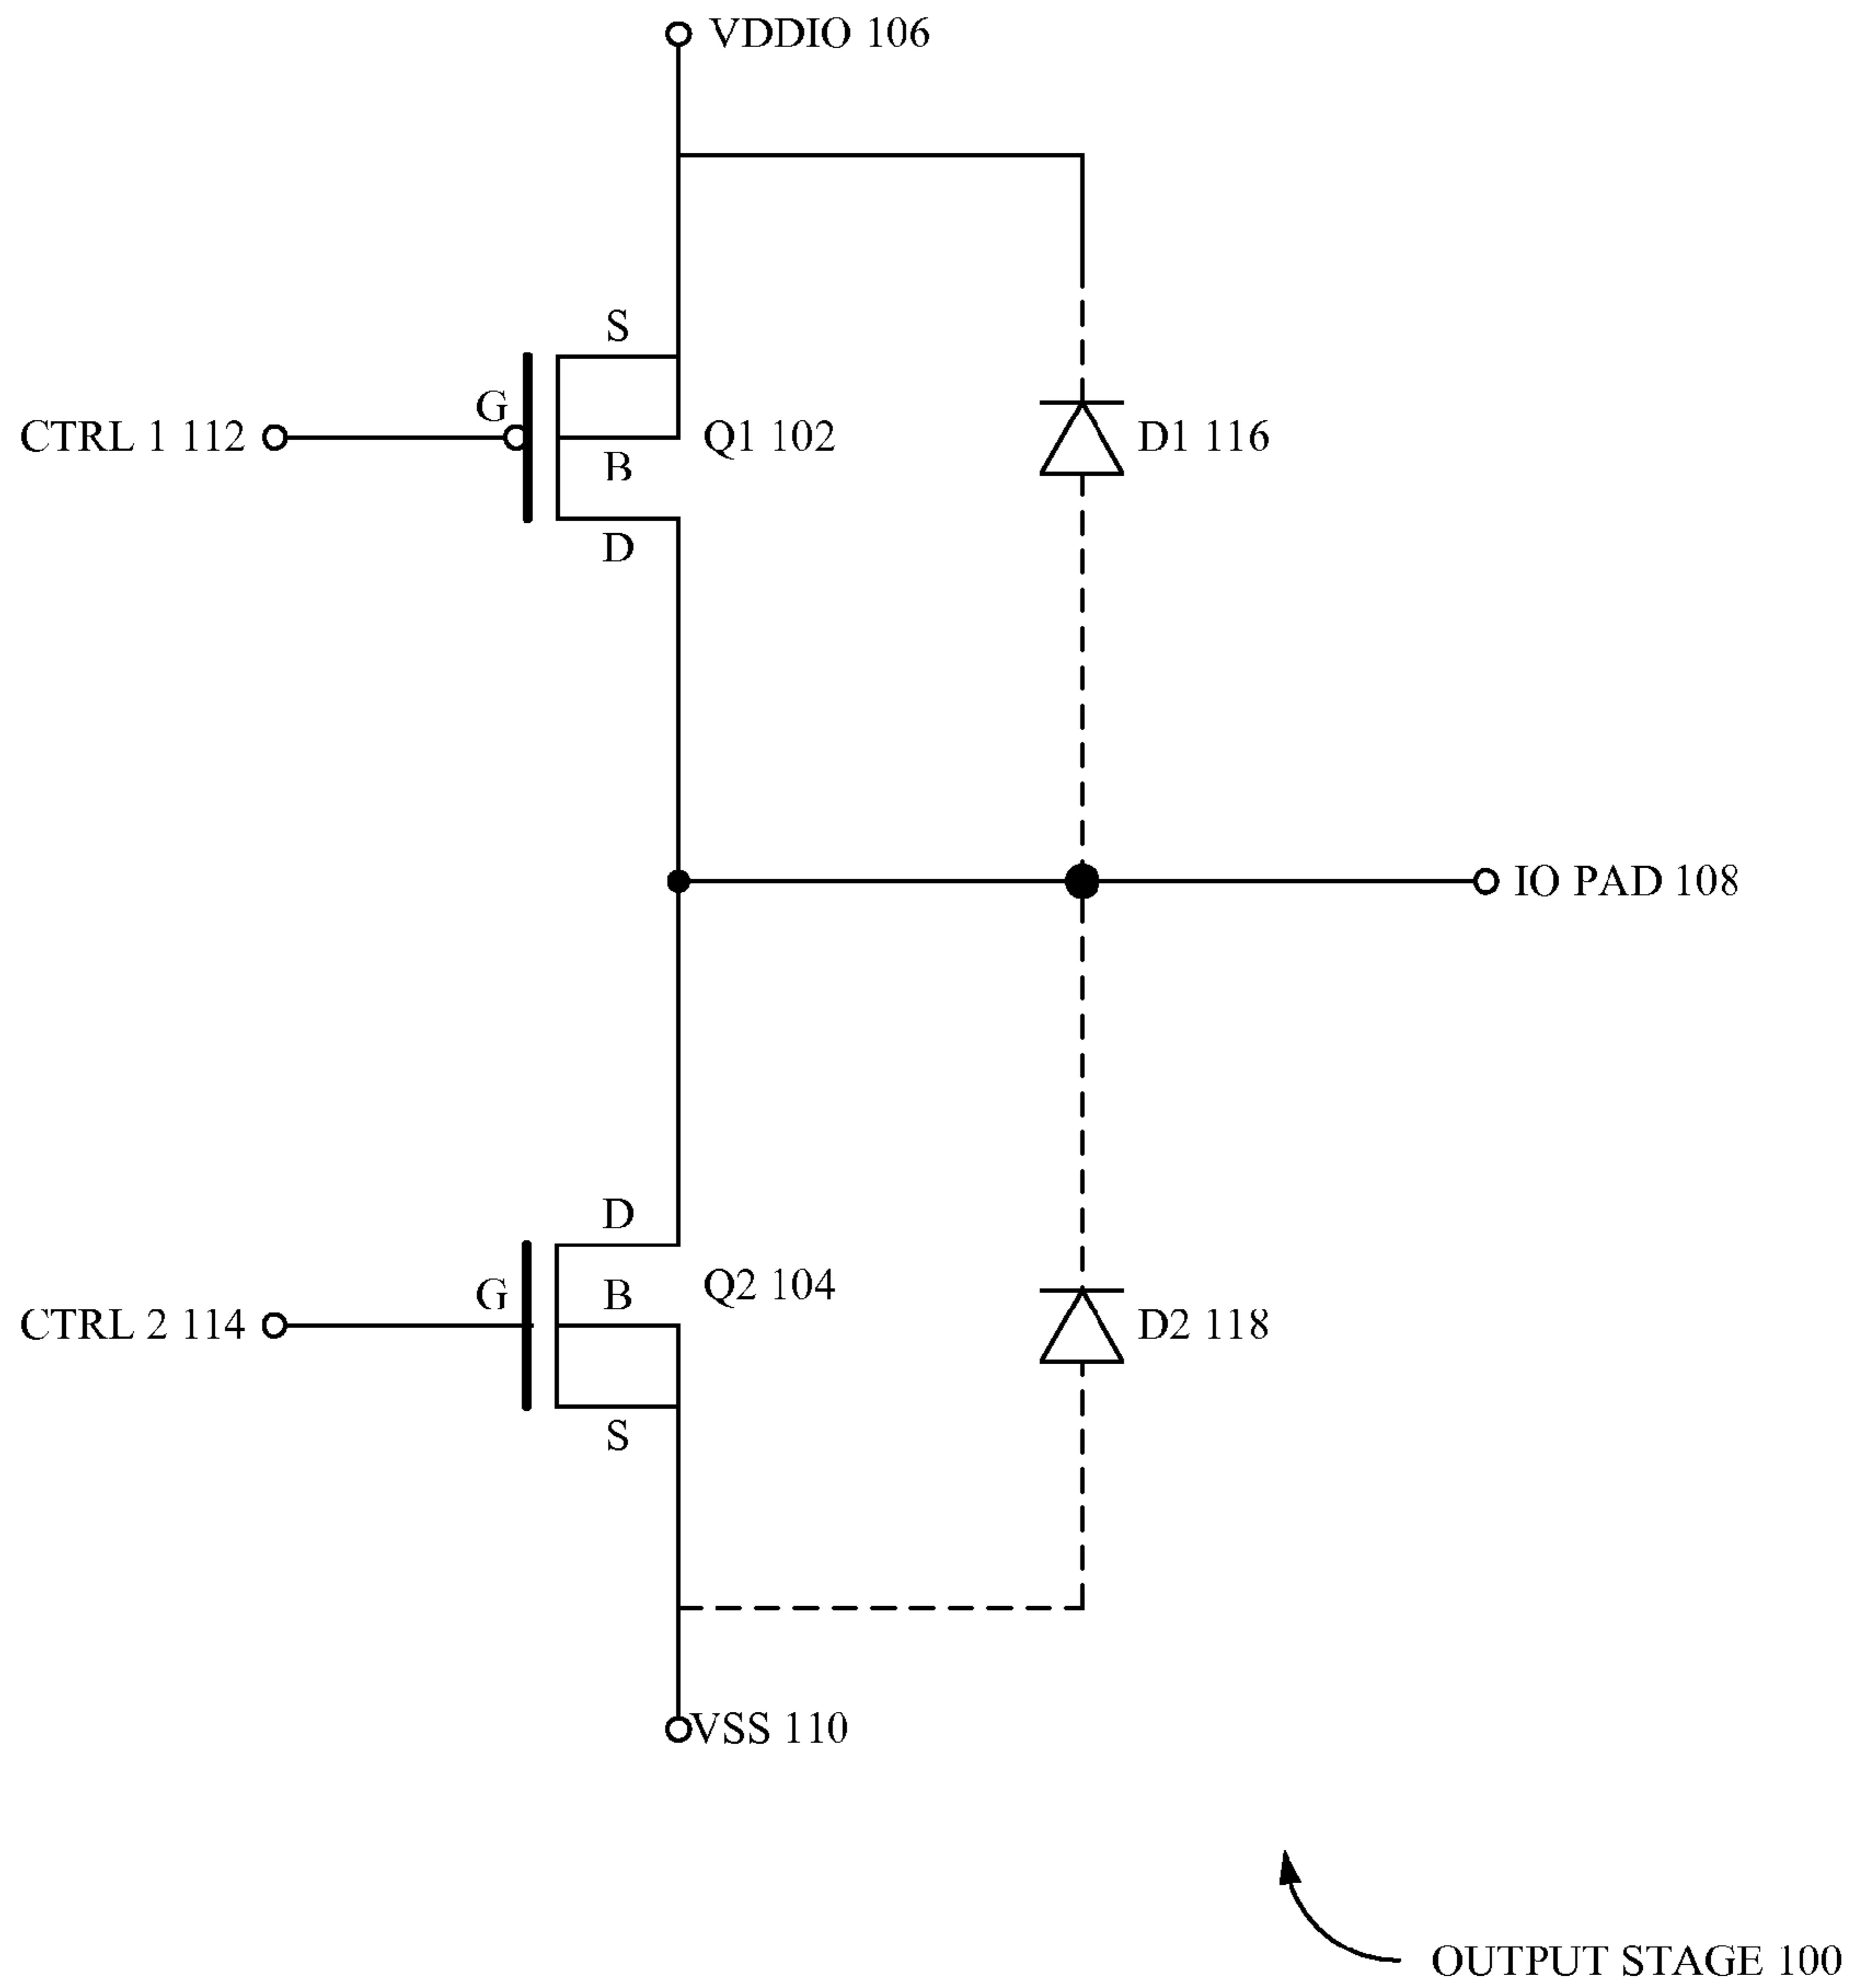 VDDIO 106
S
G
CTRL 1 112
Q1 102
D1 116
B
D
IO PAD 108
D
G
B
Q2 104
CTRL 2 114
D2 118
S
VSS 110
OUTPUT STAGE 100